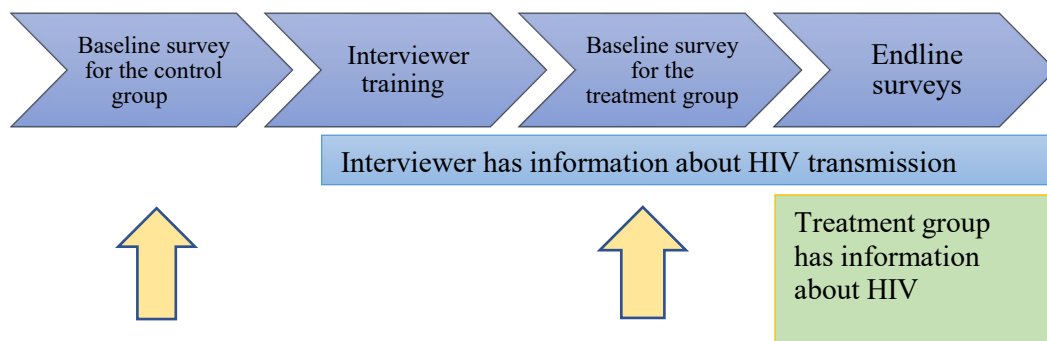 Baseline survey
for the control
group
Interviewer
training
Baseline survey
for the
treatment group
Endline
surveys
Interviewer has information about HIV transmission
Treatment group
has information
about HIV